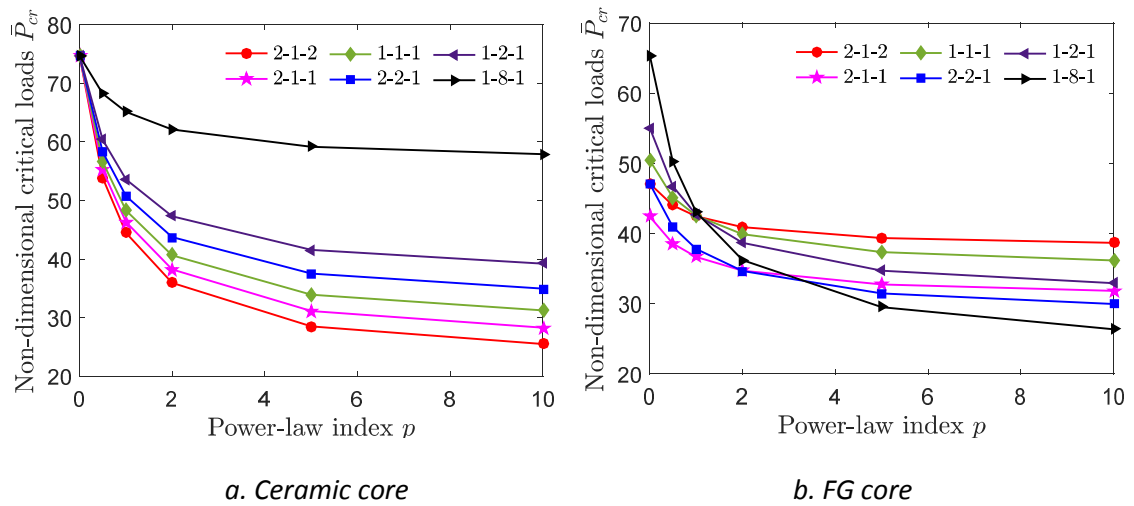 Non-dimensional critical loads P̄cr
80
70
60
50
40
30
20
2-1-2 1-1-1 1-2-1
2-1-1 2-2-1 1-8-1
0 2 4 6 8 10
Power-law index p
a. Ceramic core
Non-dimensional critical loads P̄cr
70
60
50
40
30
20
2-1-2 1-1-1 1-2-1
2-1-1 2-2-1 1-8-1
0 2 4 6 8 10
Power-law index p
b. FG core